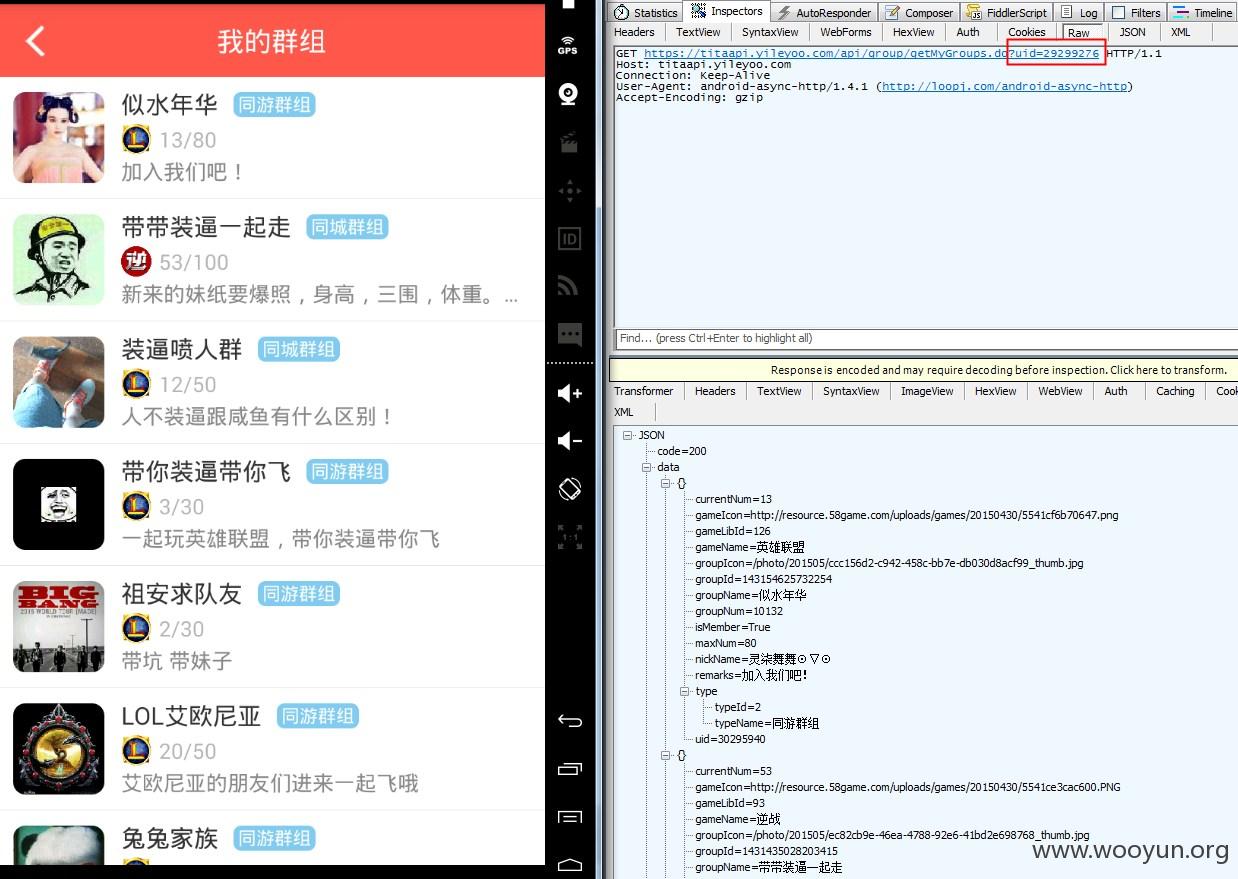 我的群组
似水年华 同游群组
13/80
加入我们吧！
带带装逼一起走 同城群组
逆 53/100
新来的妹纸要爆照，身高，三围，体重。...
装逼喷人群 同城群组
12/50
人不装逼跟咸鱼有什么区别！
带你装逼带你飞 同游群组
3/30
一起玩英雄联盟，带你装逼带你飞
BIG
BANG
祖安求队友 同游群组
2/30
带坑 带妹子
LOL艾欧尼亚 同游群组
20/50
艾欧尼亚的朋友们进来一起飞哦
兔兔家族 同游群组
GPS
ID
1:1
Statistics Inspectors AutoResponder Composer FiddlerScript Log Filters Timeline
Headers TextView SyntaxView WebForms HexView Auth Cookies Raw JSON XML
GET https://titaapi.yileyoo.com/api/group/getMyGroups.do?uid=29299276 HTTP/1.1
Host: titaapi.yileyoo.com
Connection: Keep-Alive
User-Agent: android-async-http/1.4.1 (http://loopj.com/android-async-http)
Accept-Encoding: gzip
Find... (press Ctrl+Enter to highlight all)
Response is encoded and may require decoding before inspection. Click here to transform.
Transformer Headers TextView SyntaxView ImageView HexView WebView Auth Caching Cook
XML
JSON
code=200
data
{}
currentNum=13
gameIcon=http://resource.58game.com/uploads/games/20150430/5541cf6b70647.png
gameLibId=126
gameName=英雄联盟
groupIcon=/photo/201505/ccc156d2-c942-458c-bb7e-db030d8acf99_thumb.jpg
groupId=143154625732254
groupName=似水年华
groupNum=10132
isMember=True
maxNum=80
nickName=灵柒舞舞⊙▽⊙
remarks=加入我们吧！
type
typeId=2
typeName=同游群组
uid=30295940
{}
currentNum=53
gameIcon=http://resource.58game.com/uploads/games/20150430/5541ce3cac600.PNG
gameLibId=93
gameName=逆战
groupIcon=/photo/201505/ec82cb9e-46ea-4788-92e6-41bd2e698768_thumb.jpg
groupId=1431435028203415
groupName=带带装逼一起走
www.wooyun.org